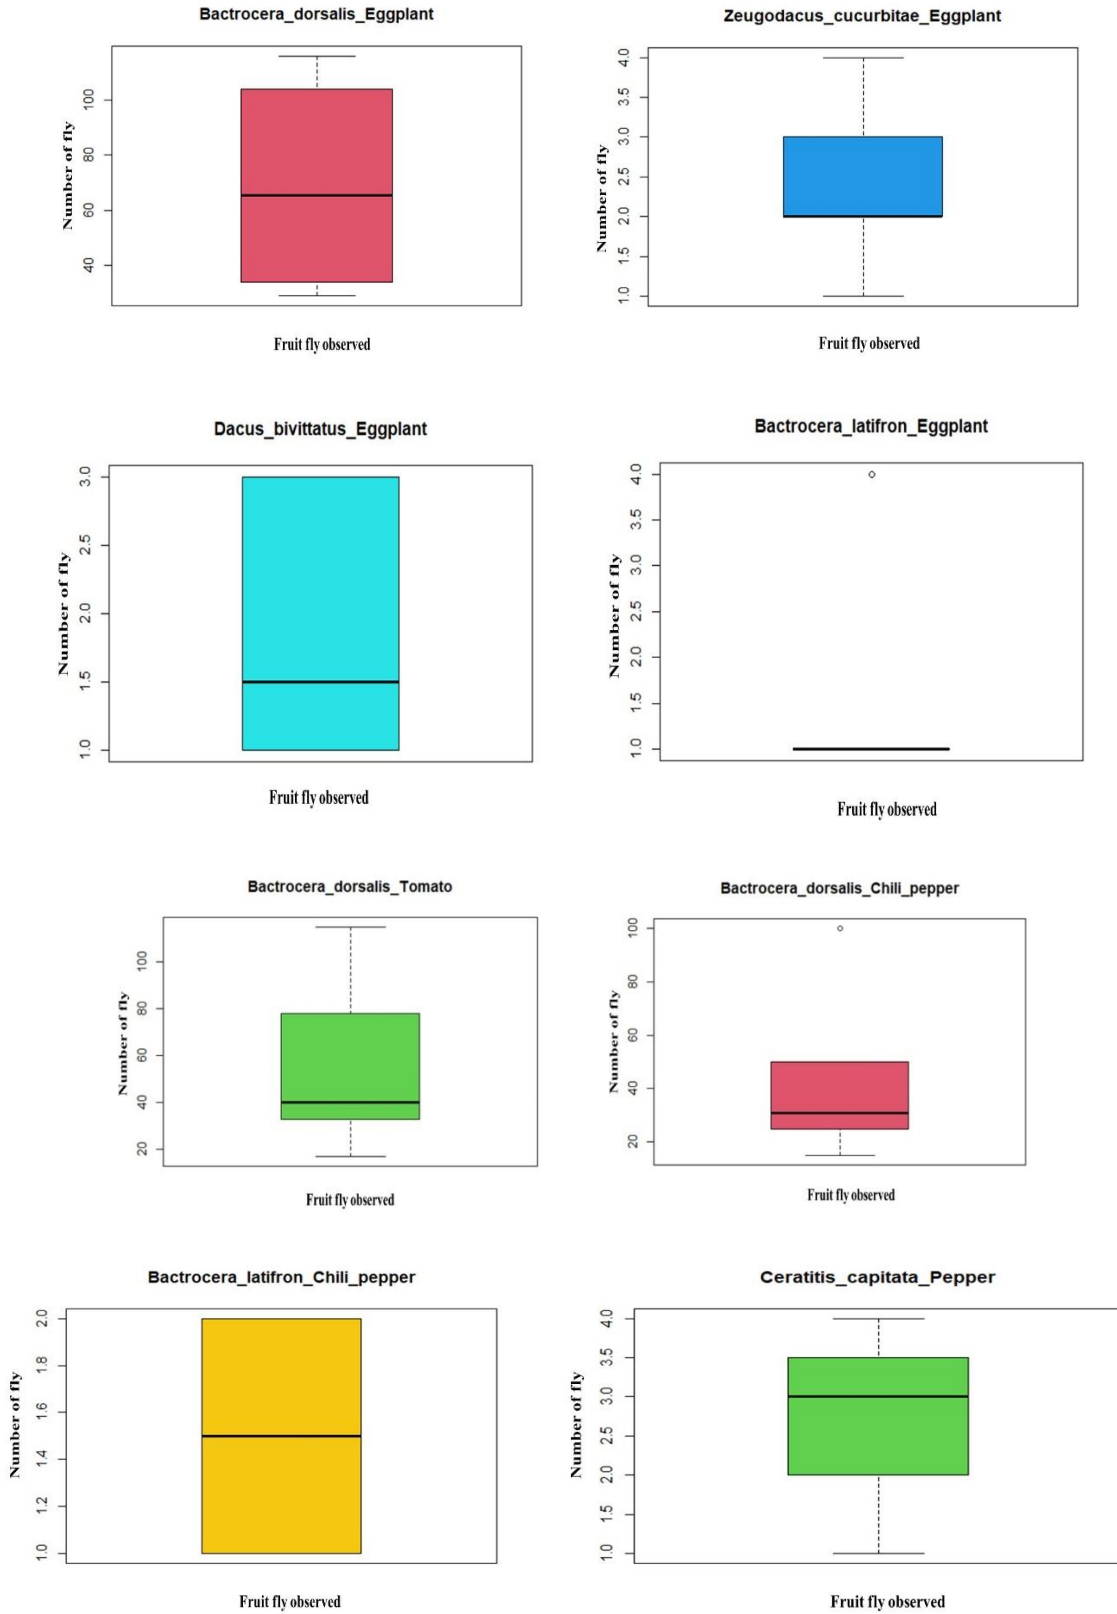 Bactrocera_dorsalis_Eggplant
Number of fly
100
80
60
40
Fruit fly observed
Zeugodacus_cucurbitae_Eggplant
Number of fly
4.0
3.5
3.0
2.5
2.0
1.5
1.0
Fruit fly observed
Dacus_bivittatus_Eggplant
Number of fly
3.0
2.5
2.0
1.5
1.0
Fruit fly observed
Bactrocera_latifron_Eggplant
Number of fly
4.0
3.5
3.0
2.5
2.0
1.5
1.0
Fruit fly observed
Bactrocera_dorsalis_Tomato
Number of fly
100
80
60
40
20
Fruit fly observed
Bactrocera_dorsalis_Chili_pepper
Number of fly
100
80
60
40
20
Fruit fly observed
Bactrocera_latifron_Chili_pepper
Number of fly
2.0
1.8
1.6
1.4
1.2
1.0
Fruit fly observed
Ceratitis_capitata_Pepper
Number of fly
4.0
3.5
3.0
2.5
2.0
1.5
1.0
Fruit fly observed